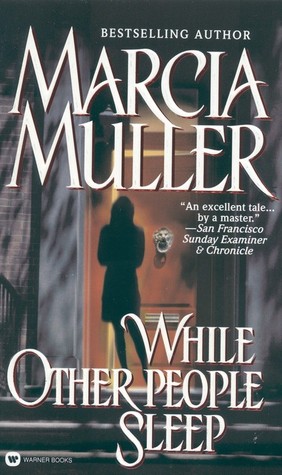 BESTSELLING AUTHOR
MARCIA
MULLER
"An excellent tale...
by a master."
—San Francisco
Sunday Examiner
& Chronicle
WHILE
OTHER PEOPLE
SLEEP
WARNER BOOKS